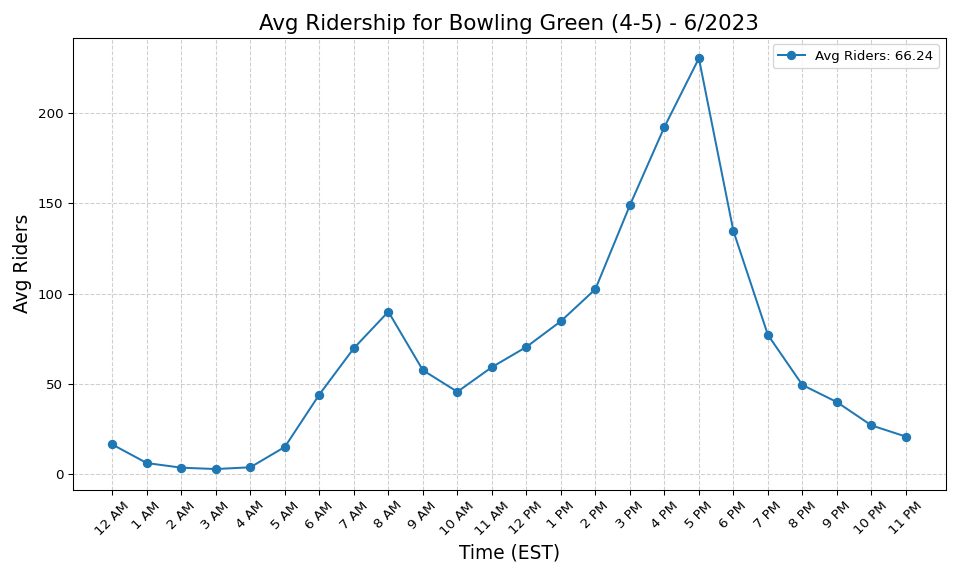 Avg Ridership for Bowling Green (4-5) - 6/2023
Avg Riders: 66.24
Avg Riders
200
150
100
50
0
12 AM
1 AM
2 AM
3 AM
4 AM
5 AM
6 AM
7 AM
8 AM
9 AM
10 AM
11 AM
12 PM
1 PM
2 PM
3 PM
4 PM
5 PM
6 PM
7 PM
8 PM
9 PM
10 PM
11 PM
Time (EST)